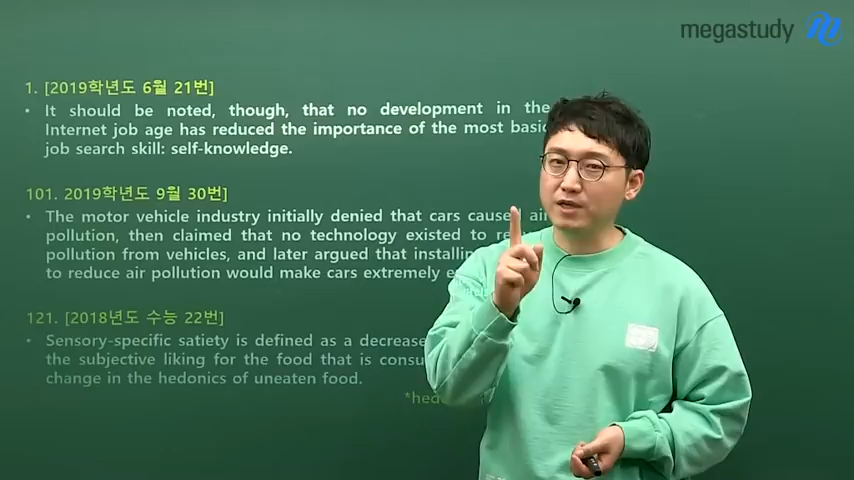 megastudy
1. [2019학년도 6월 21번]
• It should be noted, though, that no development in the
Internet job age has reduced the importance of the most basic
job search skill: self-knowledge.
101. 2019학년도 9월 30번]
• The motor vehicle industry initially denied that cars caused air
pollution, then claimed that no technology existed to
pollution from vehicles, and later argued that
to reduce air pollution would make cars extremely
121. [2018년도 수능 22번]
• Sensory-specific satiety is defined as a
the subjective liking for the food that is
change in the hedonics of uneaten food.